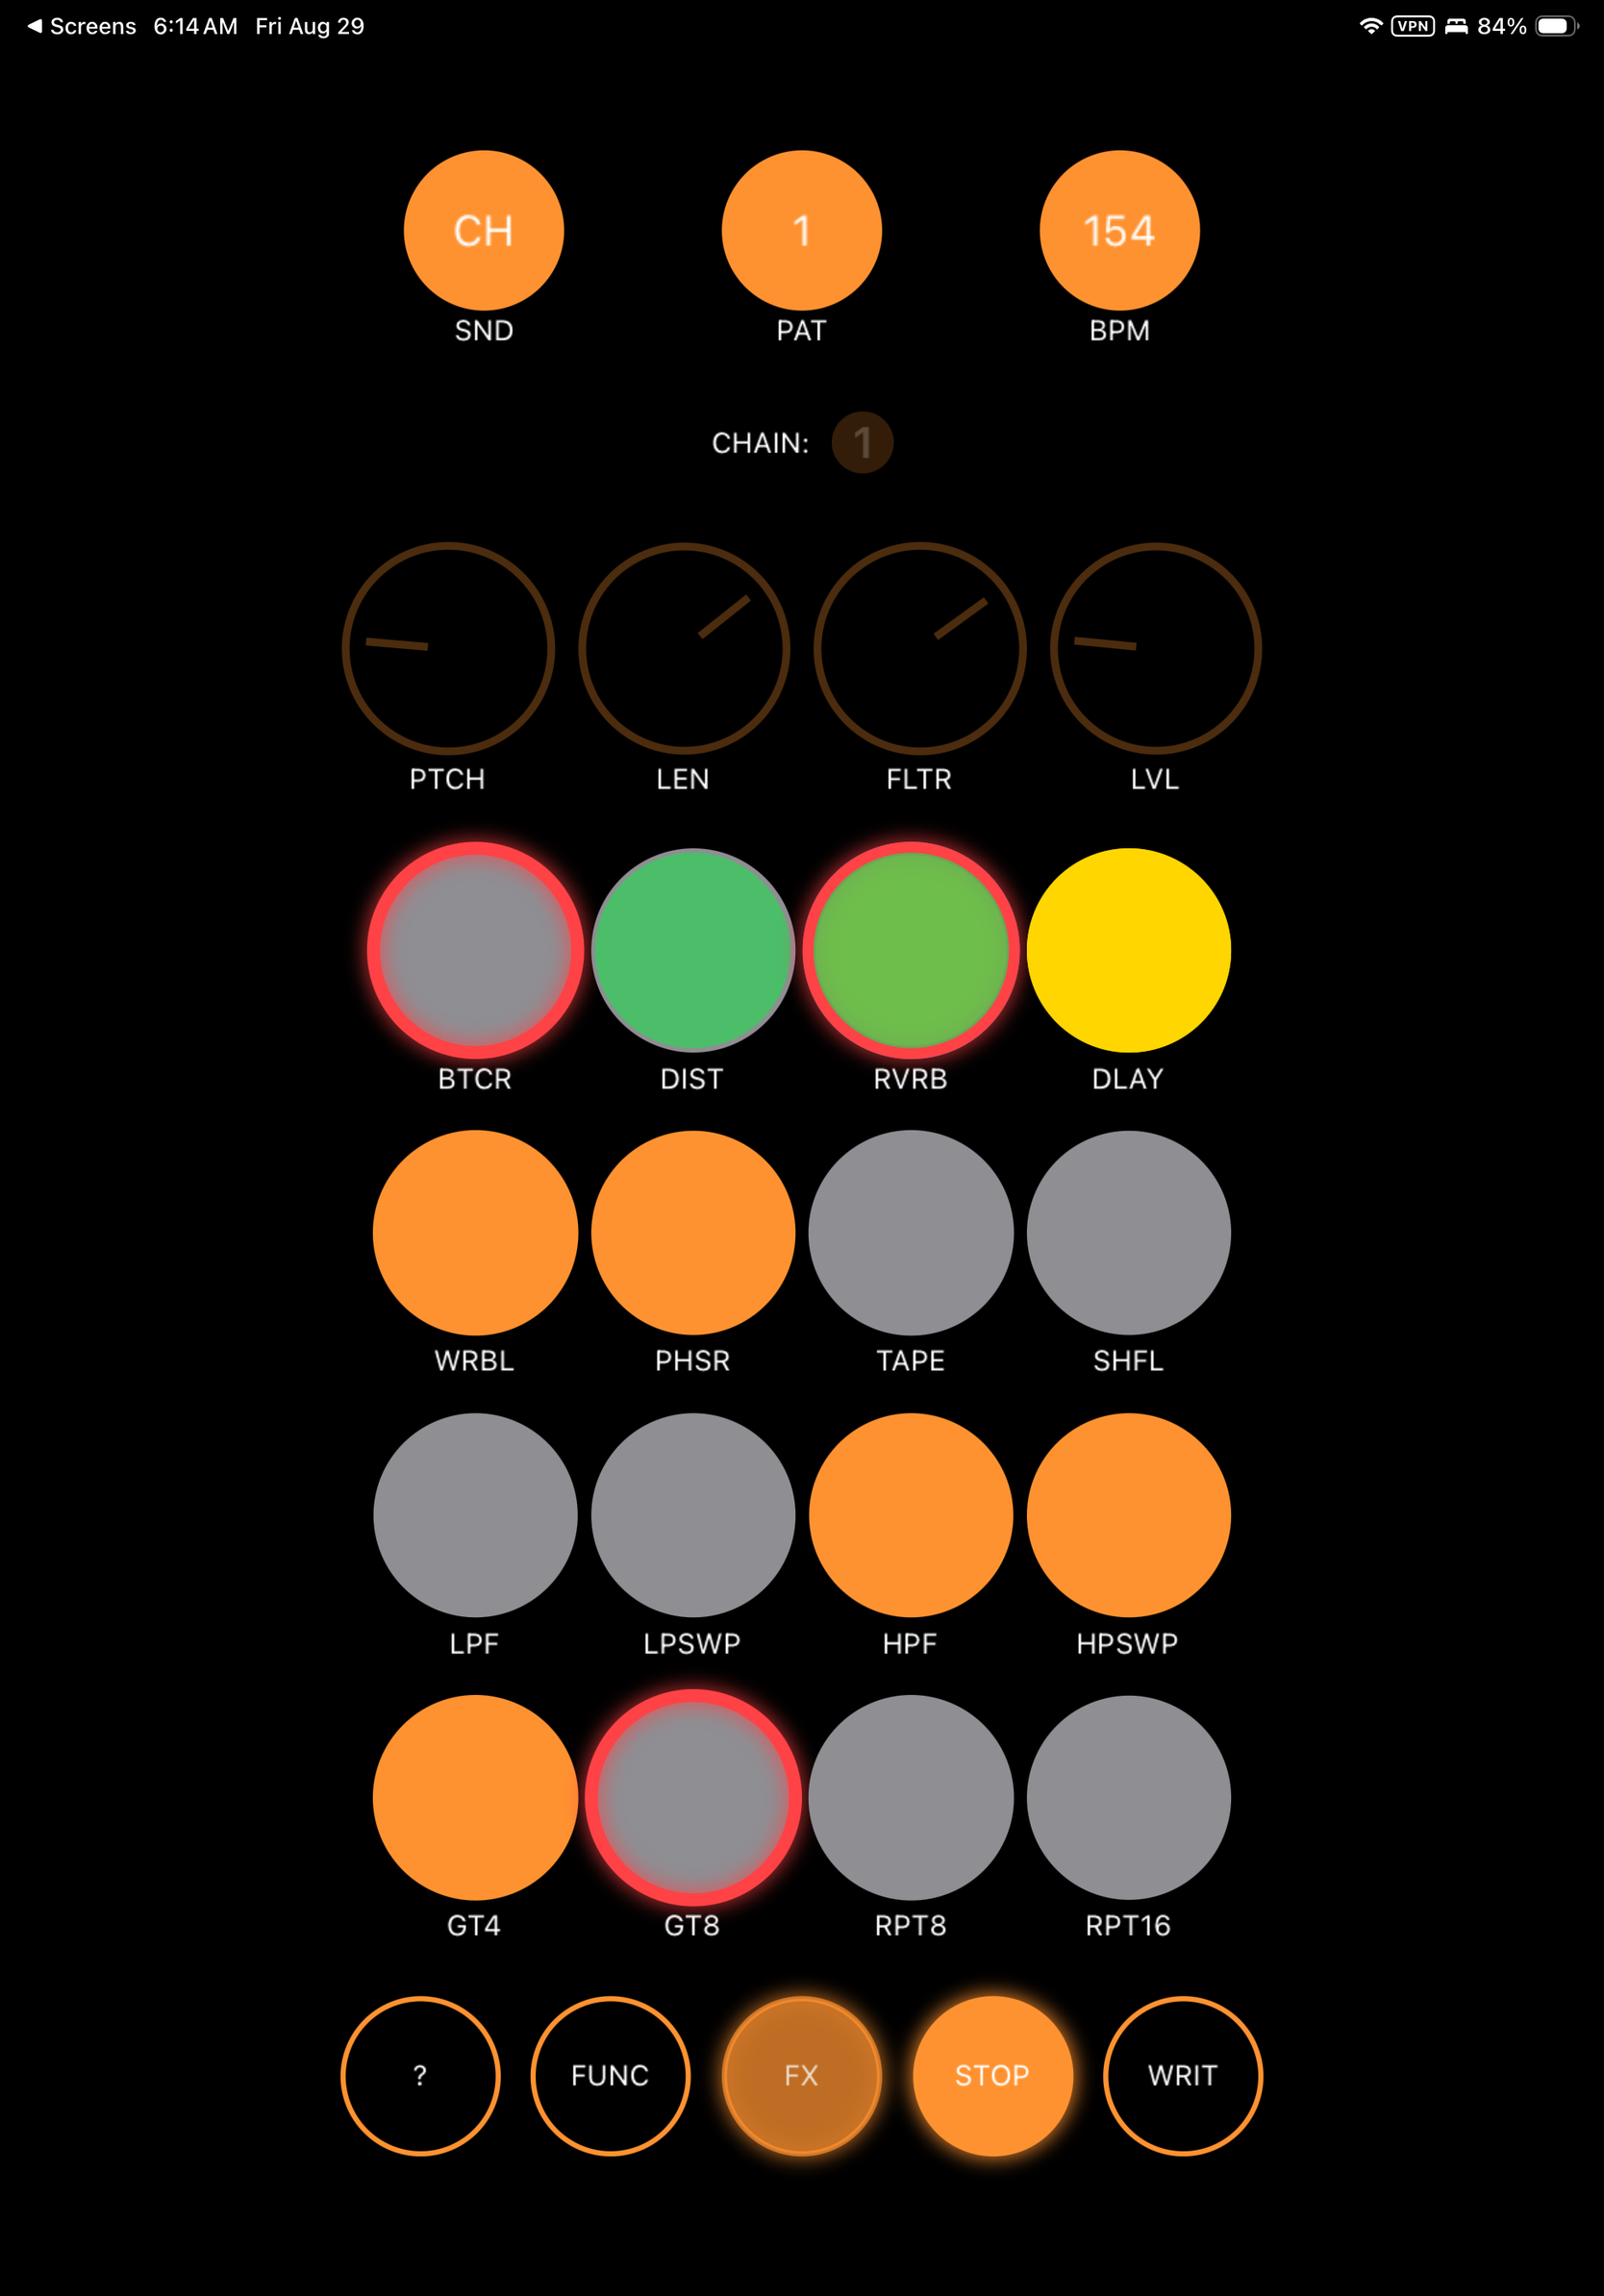 Screens 6:14 AM Fri Aug 29 VPN 84%
CH 1 154
SND PAT BPM
CHAIN: 1
PTCH LEN FLTR LVL
BTCR DIST RVRB DLAY
WRBL PHSR TAPE SHFL
LPF LPSWP HPF HPSWP
GT4 GT8 RPT8 RPT16
? FUNC FX STOP WRIT